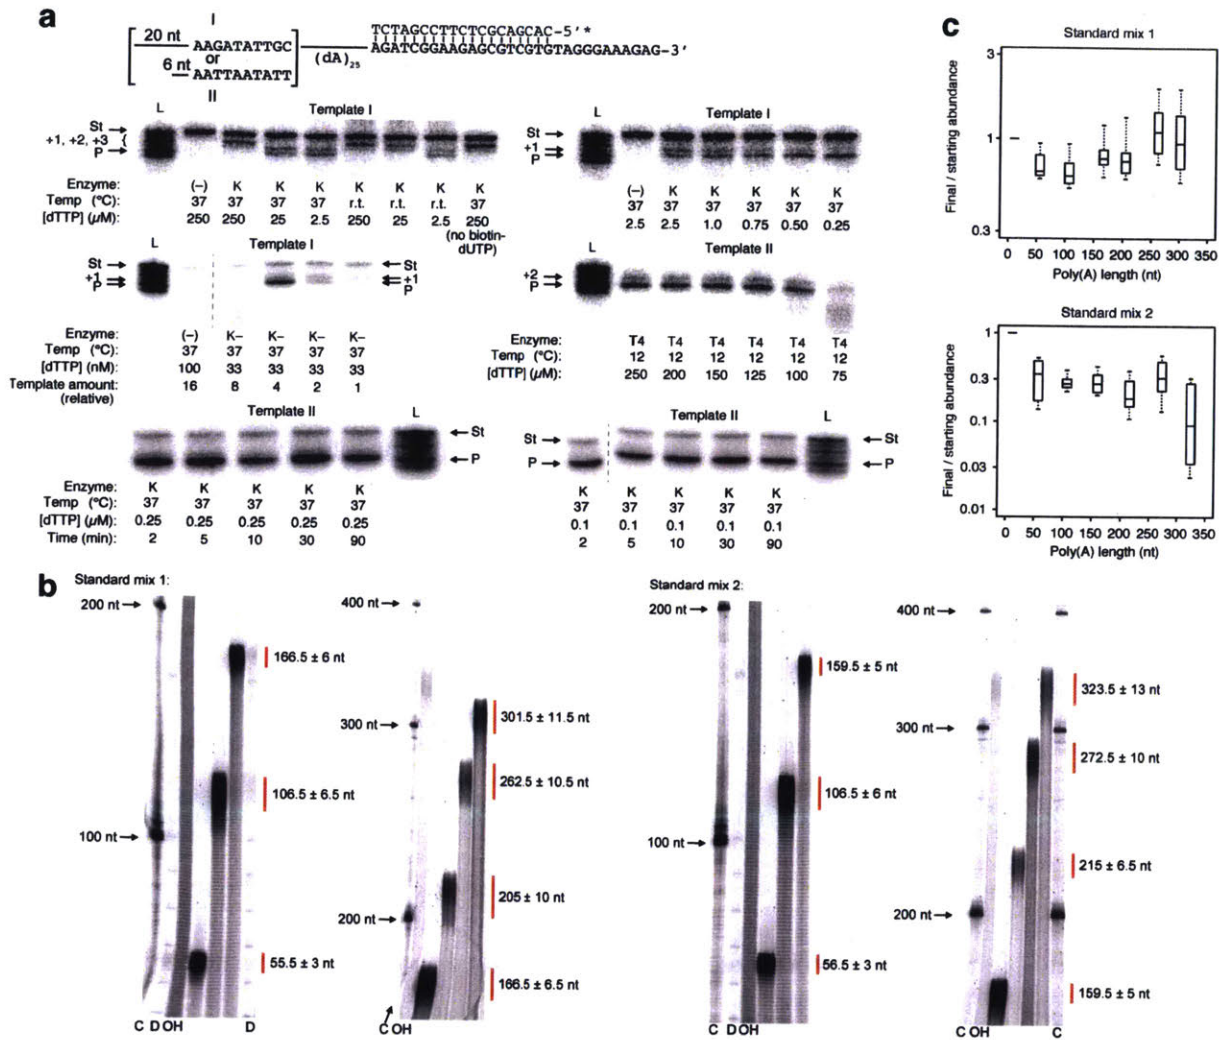 a
I
TCTAGCCTTCTCGCAGCAC-5'*
20 nt AAGATATTGC
or
6 nt AATTAATATT
(dA)25
AGATCGGAAGAGCGTCGTGTAGGGAAAGAG-3'
II
L Template I
St
+1, +2, +3 {
P
Enzyme: (–) K K K K K K K
Temp (°C): 37 37 37 37 r.t. r.t. r.t. 37
[dTTP] (µM): 250 250 25 2.5 250 25 2.5 250
(no biotin-dUTP)
L Template I
St
+1
P
(–) K K K K K
37 37 37 37 37 37
2.5 2.5 1.0 0.75 0.50 0.25
L Template I
St St
+1 +1
P P
Enzyme: (–) K– K– K– K–
Temp (°C): 37 37 37 37 37
[dTTP] (nM): 100 33 33 33 33
Template amount: 16 8 4 2 1
(relative)
L Template II
+2
P
Enzyme: T4 T4 T4 T4 T4 T4
Temp (°C): 12 12 12 12 12 12
[dTTP] (µM): 250 200 150 125 100 75
Template II L
St
P
Enzyme: K K K K K
Temp (°C): 37 37 37 37 37
[dTTP] (µM): 0.25 0.25 0.25 0.25 0.25
Time (min): 2 5 10 30 90
Template II L
St St
P P
K K K K K
37 37 37 37 37
0.1 0.1 0.1 0.1 0.1
2 5 10 30 90
c
Standard mix 1
Final / starting abundance
3
1
0.3
0 50 100 150 200 250 300 350
Poly(A) length (nt)
Standard mix 2
Final / starting abundance
1
0.3
0.1
0.03
0.01
0 50 100 150 200 250 300 350
Poly(A) length (nt)
b
Standard mix 1:
200 nt
100 nt
166.5 ± 6 nt
106.5 ± 6.5 nt
55.5 ± 3 nt
C D OH D
400 nt
300 nt
200 nt
301.5 ± 11.5 nt
262.5 ± 10.5 nt
205 ± 10 nt
166.5 ± 6.5 nt
C OH
Standard mix 2:
200 nt
100 nt
159.5 ± 5 nt
106.5 ± 6 nt
56.5 ± 3 nt
C D OH
400 nt
300 nt
200 nt
323.5 ± 13 nt
272.5 ± 10 nt
215 ± 6.5 nt
159.5 ± 5 nt
C OH C